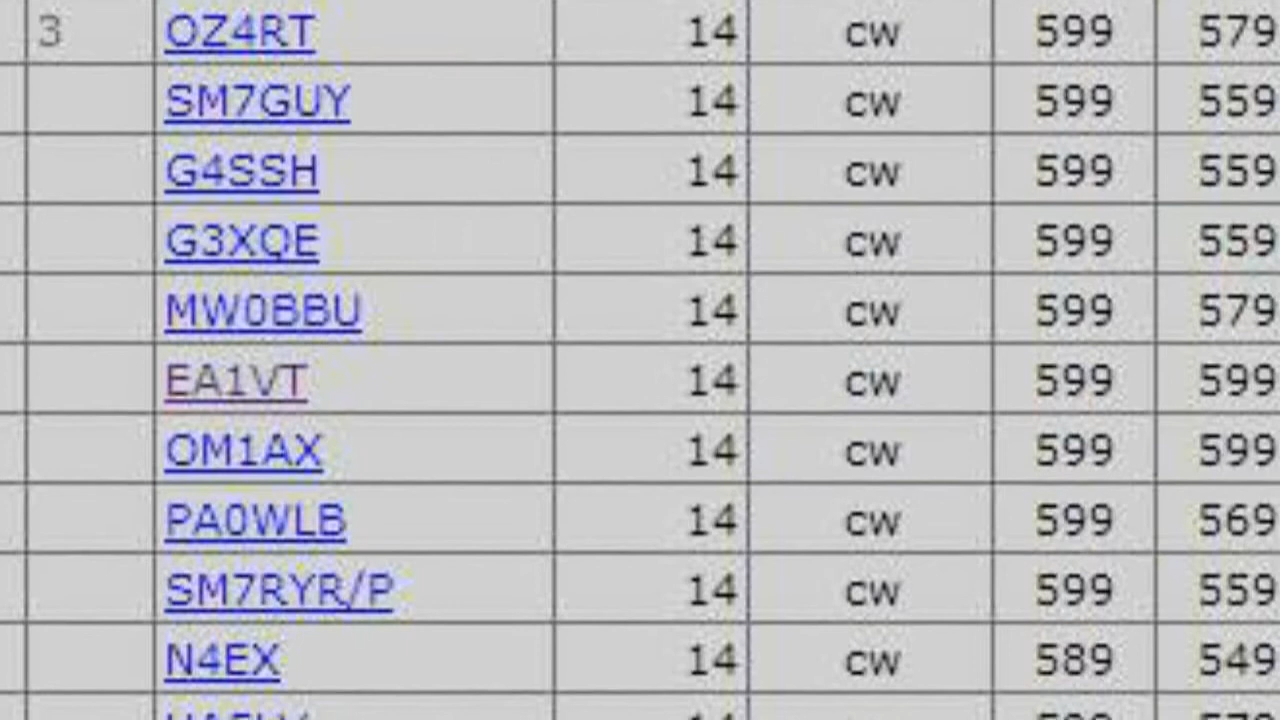 3 OZ4RT 14 cw 599 579
SM7GUY 14 cw 599 559
G4SSH 14 cw 599 559
G3XQE 14 cw 599 559
MW0BBU 14 cw 599 579
EA1VT 14 cw 599 599
OM1AX 14 cw 599 599
PA0WLB 14 cw 599 569
SM7RYR/P 14 cw 599 559
N4EX 14 cw 589 549